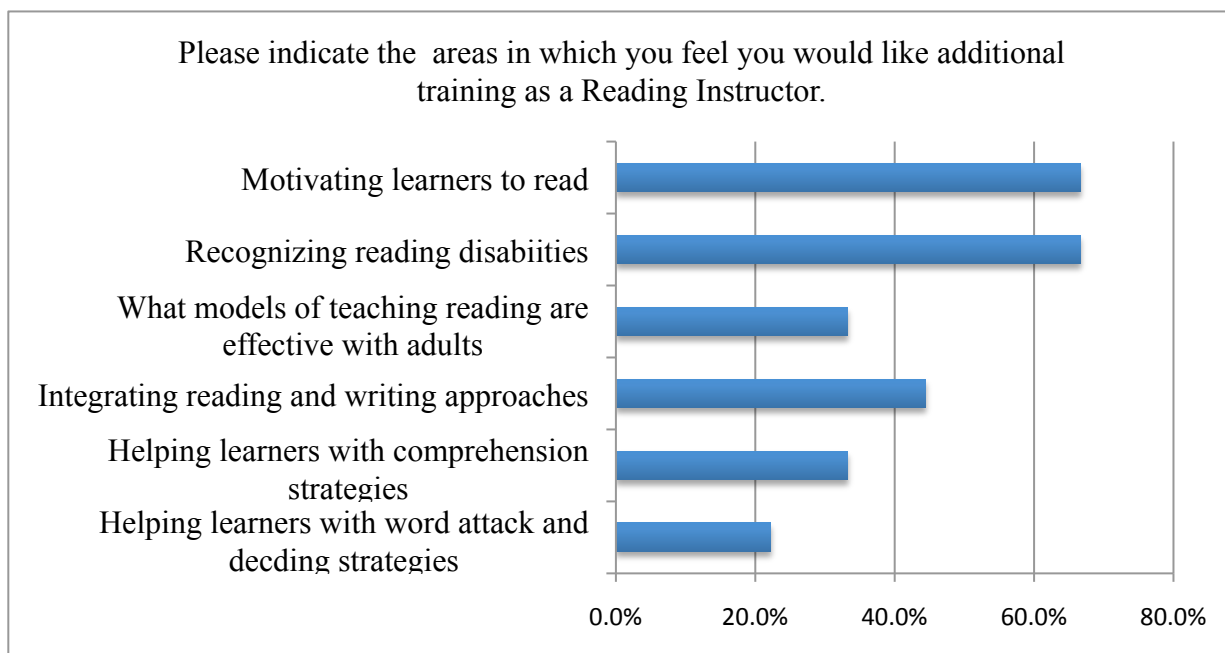 Please indicate the  areas in which you feel you would like additional
training as a Reading Instructor.
Motivating learners to read
Recognizing reading disabiities
What models of teaching reading are
effective with adults
Integrating reading and writing approaches
Helping learners with comprehension
strategies
Helping learners with word attack and
decding strategies
0.0% 20.0% 40.0% 60.0% 80.0%